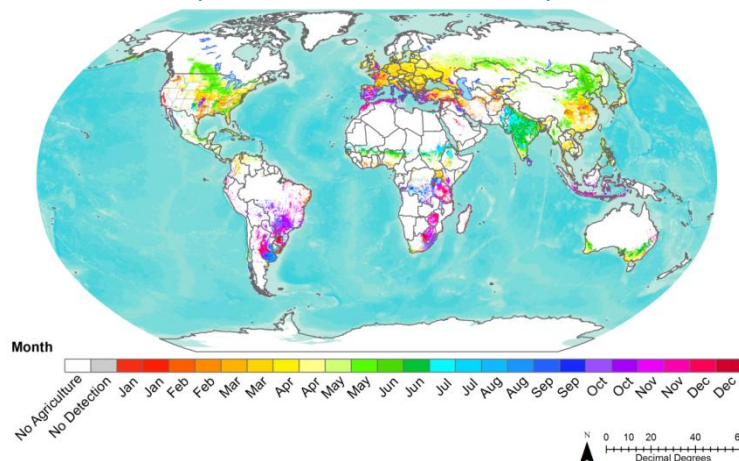 Month
No Agriculture
No Detection
Jan
Jan
Feb
Feb
Mar
Mar
Apr
Apr
May
May
Jun
Jun
Jul
Jul
Aug
Aug
Sep
Sep
Oct
Oct
Nov
Nov
Dec
Dec
N
0 10 20 40 6
Decimal Degrees